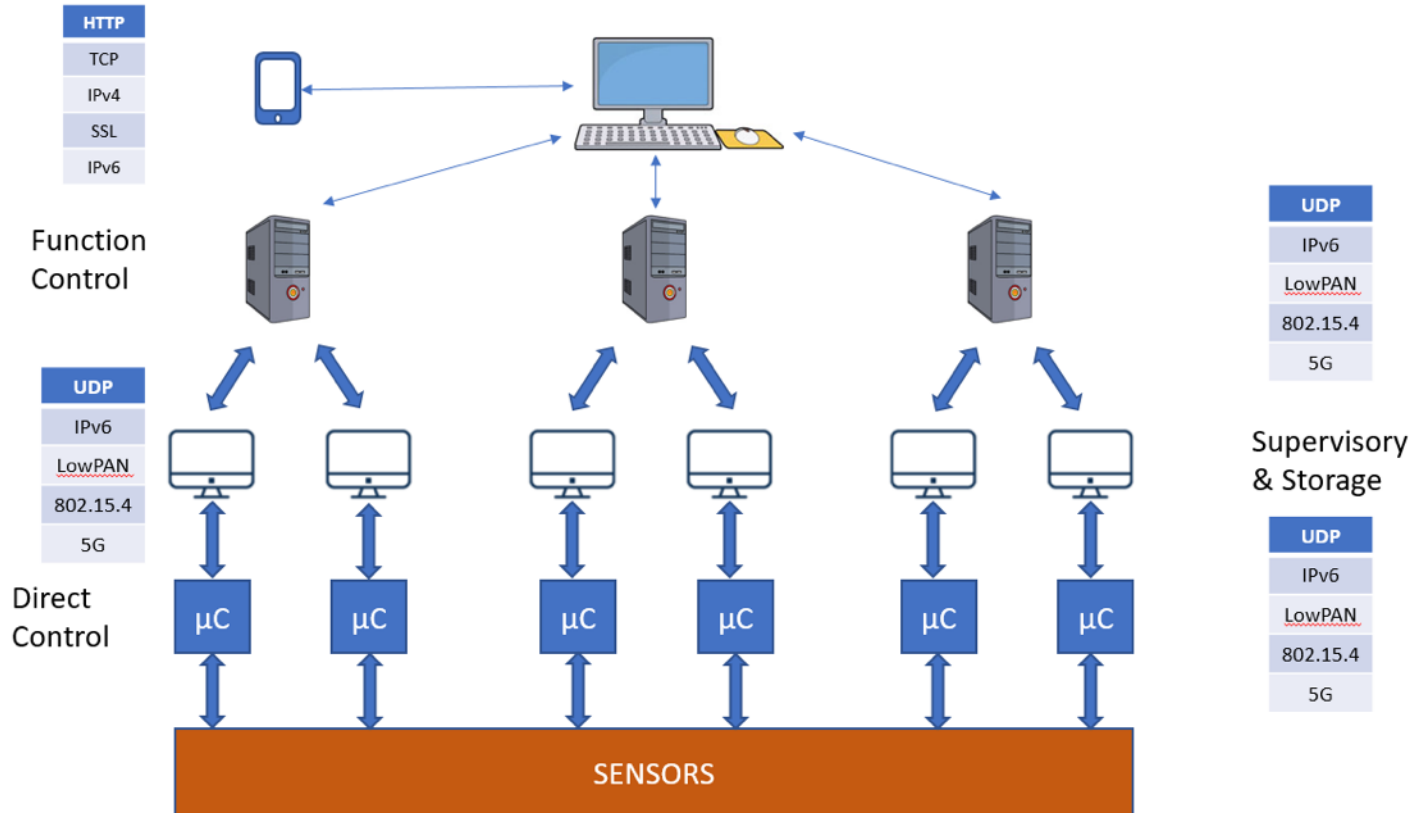 HTTP
TCP
IPv4
SSL
IPv6
Function
Control
UDP
IPv6
LowPAN
802.15.4
5G
UDP
IPv6
LowPAN
802.15.4
5G
Supervisory
& Storage
UDP
IPv6
LowPAN
802.15.4
5G
Direct
Control
µC
µC
µC
µC
µC
µC
SENSORS